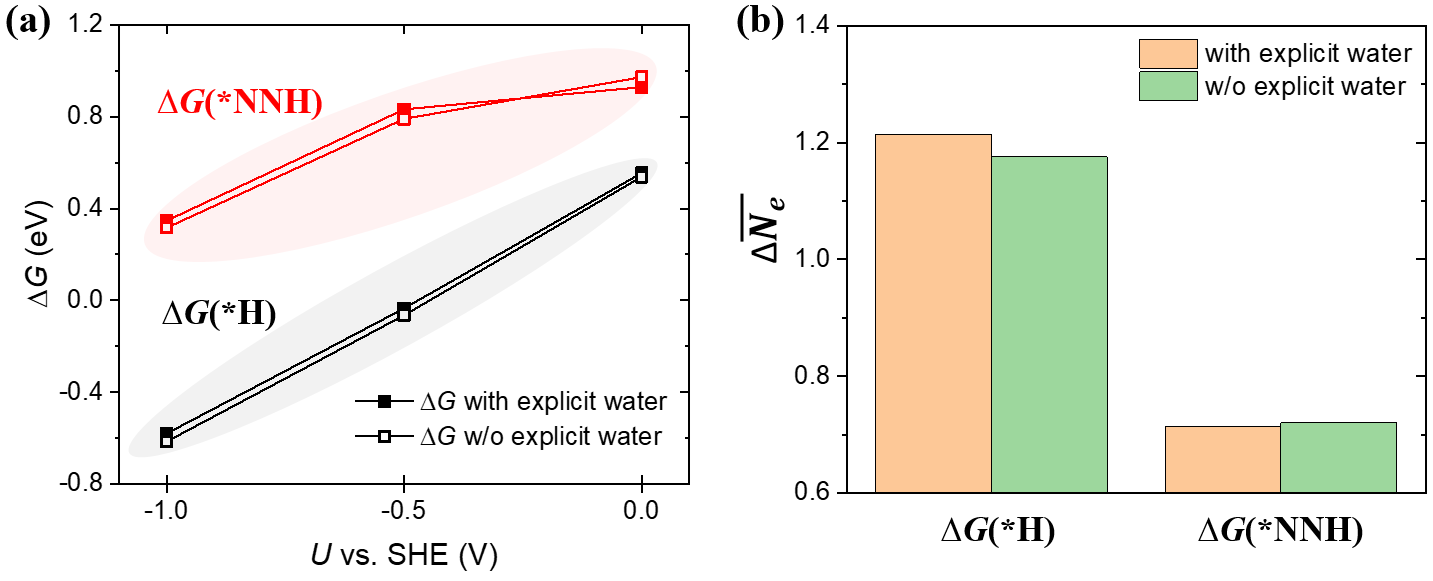 (a)
1.2
0.8
0.4
0.0
-0.4
-0.8
ΔG (eV)
ΔG(*NNH)
ΔG(*H)
ΔG with explicit water
ΔG w/o explicit water
-1.0
-0.5
0.0
U vs. SHE (V)
(b)
1.4
1.2
1.0
0.8
0.6
ΔN̅e
with explicit water
w/o explicit water
ΔG(*H)
ΔG(*NNH)